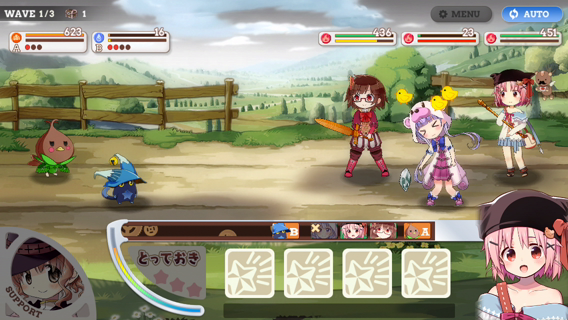 WAVE 1/3 1
MENU
AUTO
623
16
436
23
451
A
B
B
A
とっておき
SUPPORT